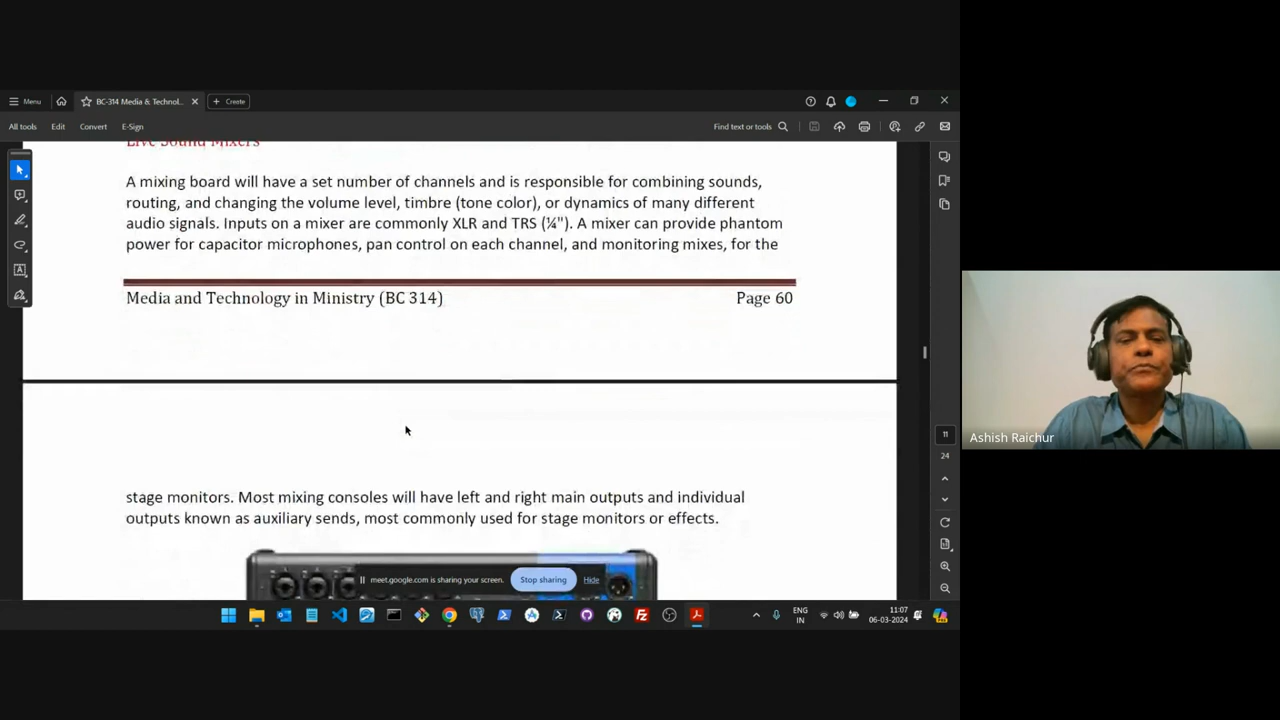 Menu
BC-314 Media & Technol...
Create
All tools
Edit
Convert
E-Sign
Find text or tools
Live Sound Mixers
A mixing board will have a set number of channels and is responsible for combining sounds,
routing, and changing the volume level, timbre (tone color), or dynamics of many different
audio signals. Inputs on a mixer are commonly XLR and TRS (¼"). A mixer can provide phantom
power for capacitor microphones, pan control on each channel, and monitoring mixes, for the
Media and Technology in Ministry (BC 314) Page 60
stage monitors. Most mixing consoles will have left and right main outputs and individual
outputs known as auxiliary sends, most commonly used for stage monitors or effects.
meet.google.com is sharing your screen. Stop sharing Hide
11
24
Ashish Raichur
ENG
IN
11:07
06-03-2024